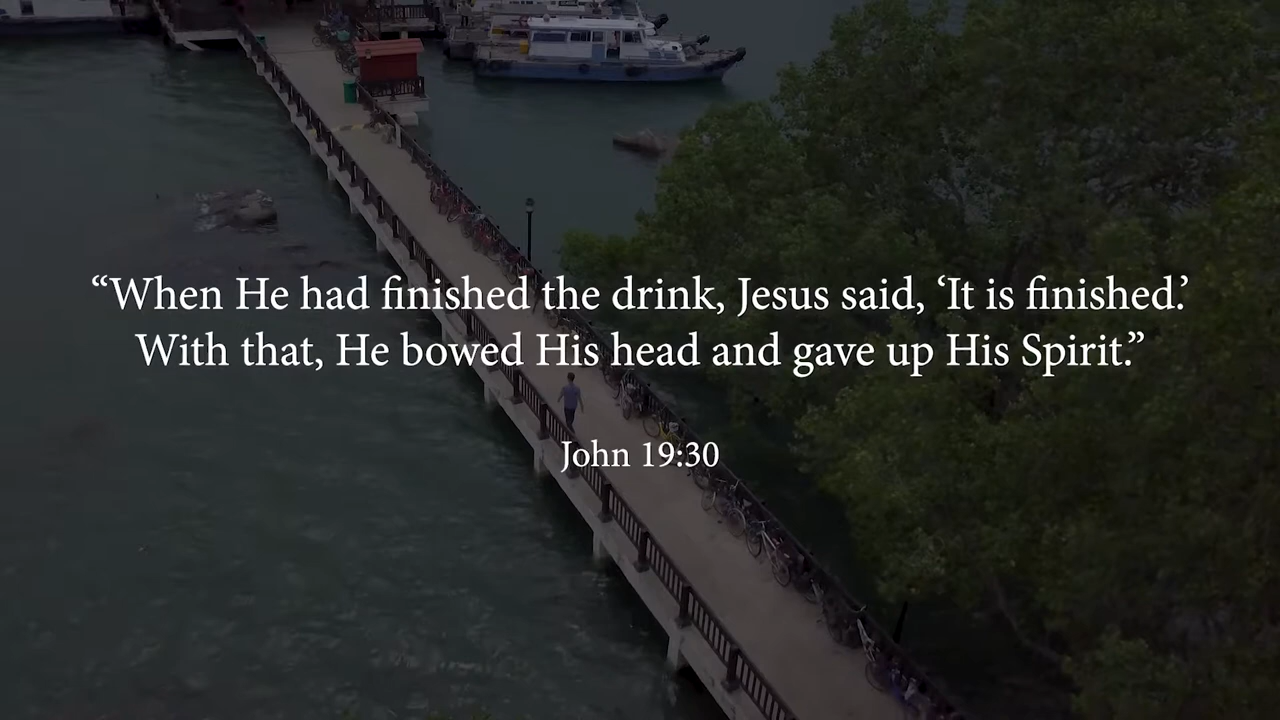 “When He had finished the drink, Jesus said, ‘It is finished.’
With that, He bowed His head and gave up His Spirit.”
John 19:30